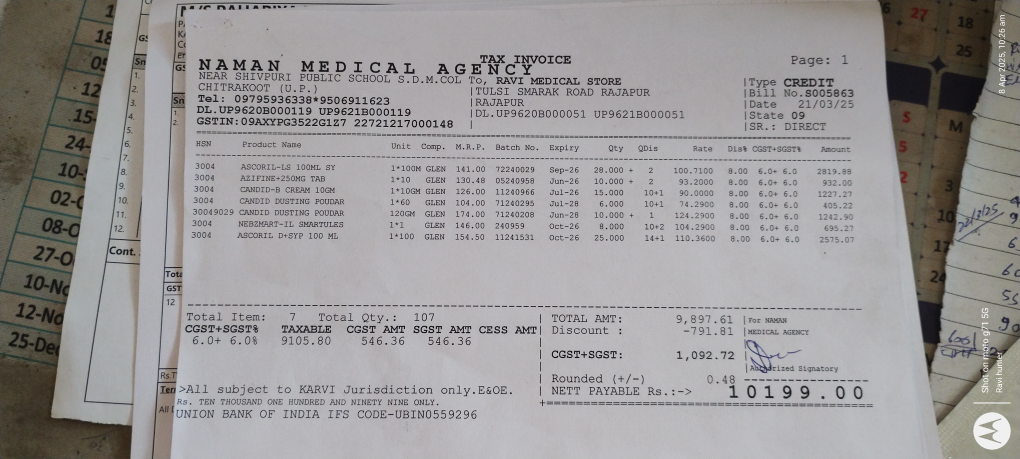 TAX INVOICE
Page: 1
NAMAN MEDICAL AGENCY
NEAR SHIVPURI PUBLIC SCHOOL S.D.M.COL
CHITRAKOOT (U.P.)
Tel: 09795936338*9506911623
DL.UP9620B000119 UP9621B000119
GSTIN:09AXYPG3522G1Z7 22721217000148
To, RAVI MEDICAL STORE
TULSI SMARAK ROAD RAJAPUR
RAJAPUR
DL.UP9620B000051 UP9621B000051
Type CREDIT
Bill No.S005863
Date 21/03/25
State 09
SR.: DIRECT
HSN Product Name Unit Comp. M.R.P. Batch No. Expiry Qty QDis Rate Dis% CGST+SGST% Amount
3004 ASCORIL-LS 100ML SY 1*100M GLEN 141.00 72240029 Sep-26 28.000 + 2 100.7100 8.00 6.0+ 6.0 2819.88
3004 AZIFINE+250MG TAB 1*10 GLEN 130.48 05240958 Jun-26 10.000 + 2 93.2000 8.00 6.0+ 6.0 932.00
3004 CANDID-B CREAM 10GM 1*10GM GLEN 126.00 11240966 Jul-26 15.000 10+1 90.0000 8.00 6.0+ 6.0 1227.27
3004 CANDID DUSTING POUDAR 1*60 GLEN 104.00 71240295 Jul-28 6.000 10+1 74.2900 8.00 6.0+ 6.0 405.22
30049029 CANDID DUSTING POUDAR 120GM GLEN 174.00 71240208 Jun-28 10.000 + 1 124.2900 8.00 6.0+ 6.0 1242.90
3004 NEBZMART-IL SMARTULES 1*1 GLEN 146.00 240959 Oct-26 8.000 10+2 104.2900 8.00 6.0+ 6.0 695.27
3004 ASCORIL D+SYP 100 ML 1*100 GLEN 154.50 11241531 Oct-26 25.000 14+1 110.3600 8.00 6.0+ 6.0 2575.07
Total Item: 7 Total Qty.: 107
CGST+SGST% TAXABLE CGST AMT SGST AMT CESS AMT
6.0+ 6.0% 9105.80 546.36 546.36
TOTAL AMT: 9,897.61
Discount : -791.81
CGST+SGST: 1,092.72
Rounded (+/-) 0.48
NETT PAYABLE Rs.:-> 10199.00
For NAMAN
MEDICAL AGENCY
Authorized Signatory
>All subject to KARVI Jurisdiction only.E&OE.
Rs. TEN THOUSAND ONE HUNDRED AND NINETY NINE ONLY.
UNION BANK OF INDIA IFS CODE-UBIN0559296
Cont.
Total
GST
12
12-No
25-Dec
8 Apr 2025, 10:26 am
Shot on moto g71 5G
Ravi humer